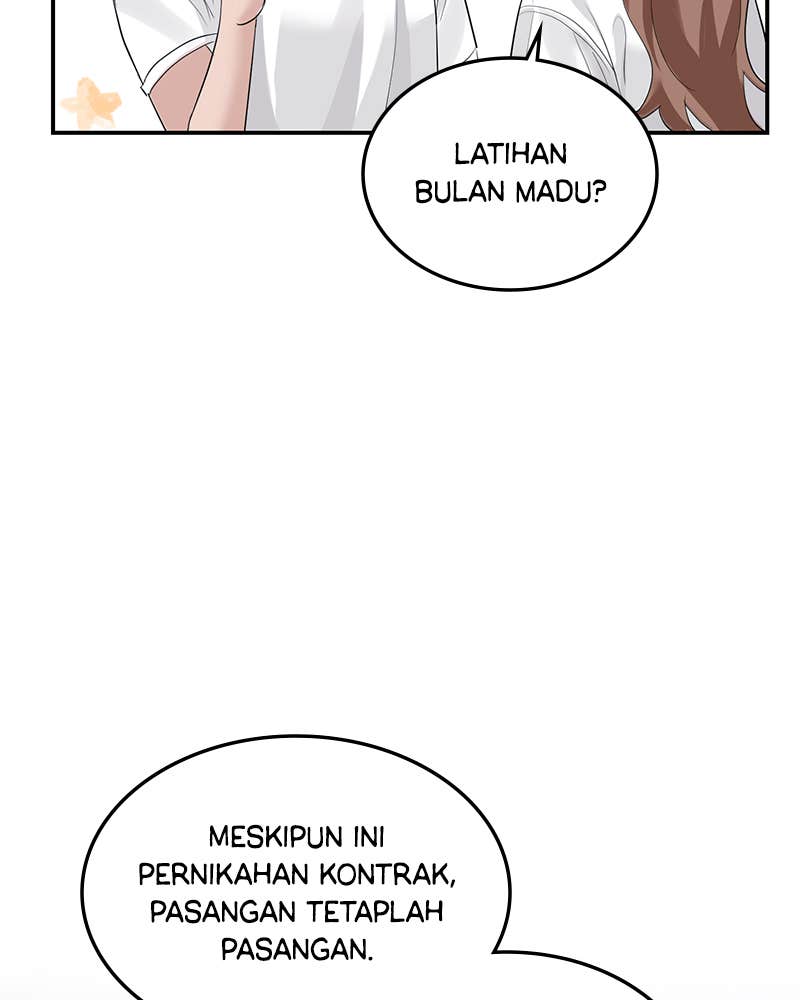 LATIHAN
BULAN MADU?
MESKIPUN INI
PERNIKAHAN KONTRAK,
PASANGAN TETAPLAH
PASANGAN.